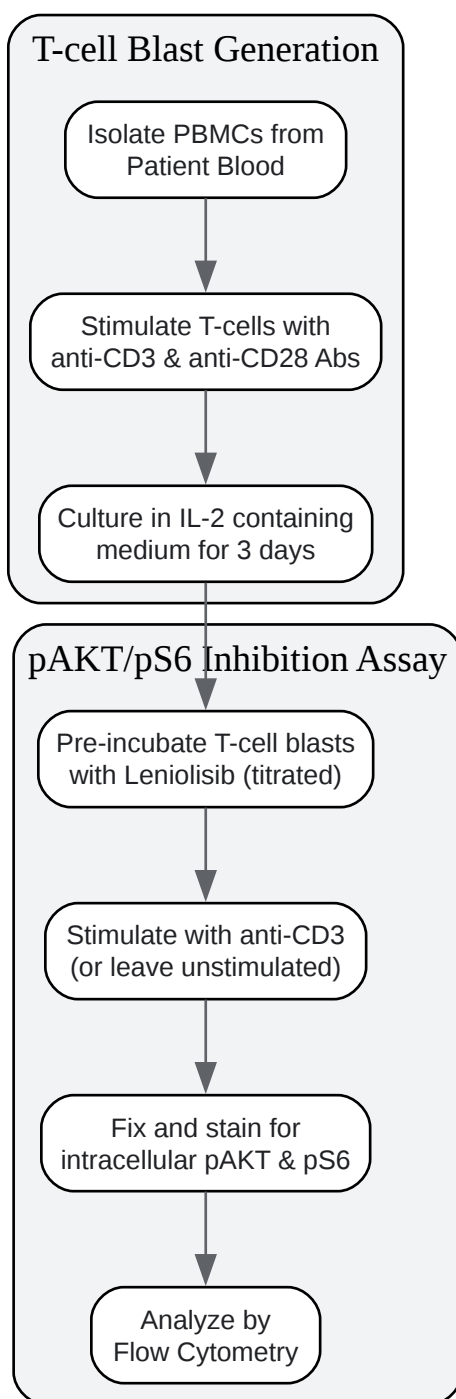 T-cell Blast Generation
Isolate PBMCs from
Patient Blood
Stimulate T-cells with
anti-CD3 & anti-CD28 Abs
Culture in IL-2 containing
medium for 3 days
pAKT/pS6 Inhibition Assay
Pre-incubate T-cell blasts
with Leniolisib (titrated)
Stimulate with anti-CD3
(or leave unstimulated)
Fix and stain for
intracellular pAKT & pS6
Analyze by
Flow Cytometry